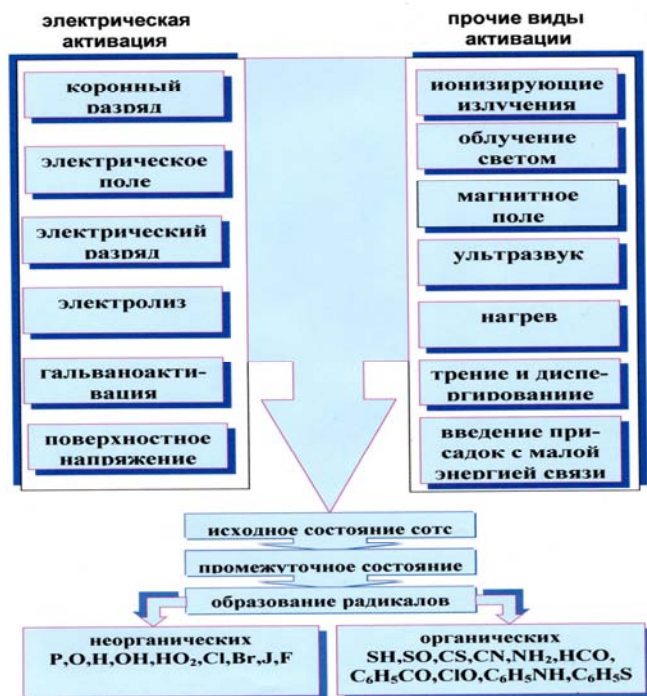 электрическая
активация
коронный
разряд
электрическое
поле
электрический
разряд
электролиз
гальваноакти-
вация
поверхностное
напряжение
прочие виды
активации
ионизирующие
излучения
облучение
светом
магнитное
поле
ультразвук
нагрев
трение и диспе-
ргированииие
введение при-
садок с малой
энергией связи
исходное состояние сотс
промежуточное состояние
образование радикалов
неорганических
P,O,H,OH,HO₂,Cl,Br,J,F
органических
SH,SO,CS,CN,NH₂,HCO,
C₆H₅CO,ClO,C₆H₅NH,C₆H₅S